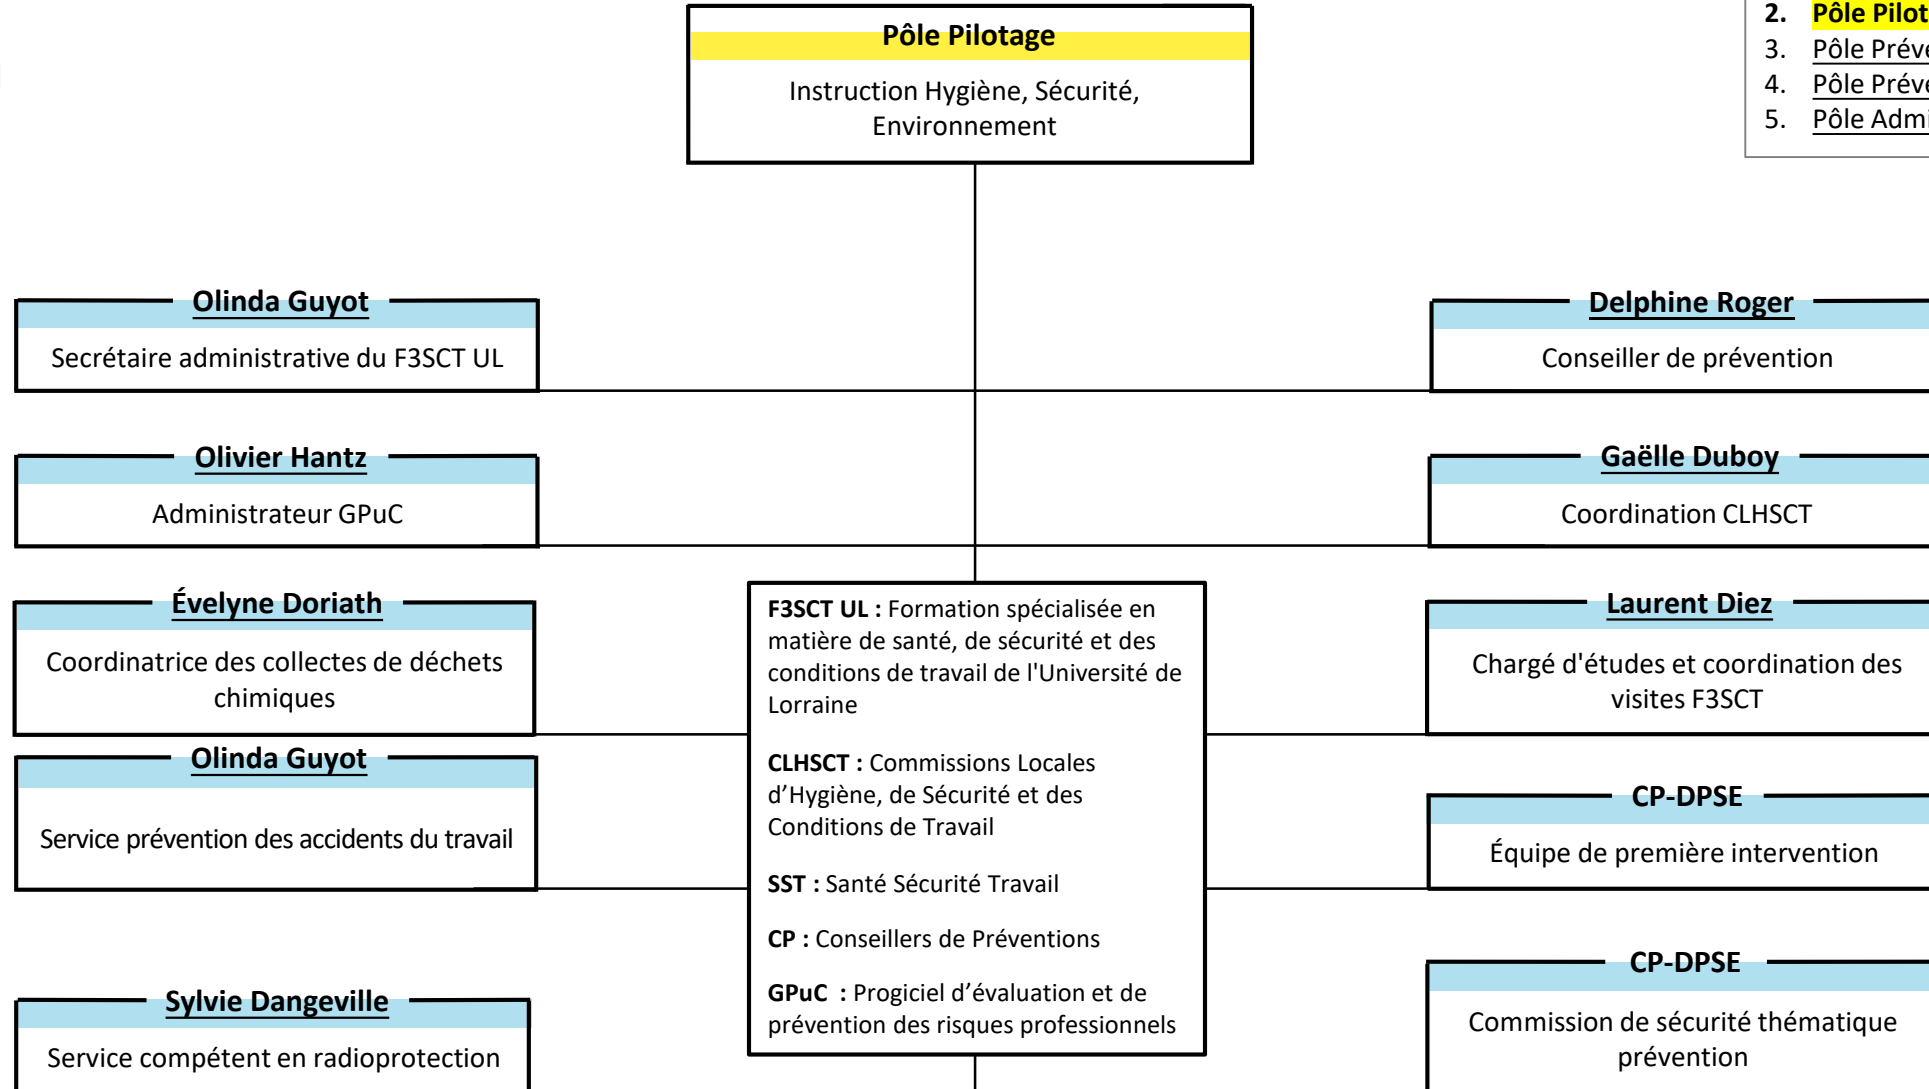 Pôle Pilotage
Instruction Hygiène, Sécurité,
Environnement
2. Pôle
3. Pôle
4. Pôle
5. Pôle
Olinda Guyot
Secrétaire administrative du F3SCT UL
Delphine Roger
Conseiller de prévention
Olivier Hantz
Administrateur GPuC
Gaëlle Duboy
Coordination CLHSCT
Évelyne Doriath
Coordinatrice des collectes de déchets
chimiques
Laurent Diez
Chargé d'études et coordination des
visites F3SCT
Olinda Guyot
Service prévention des accidents du travail
CP-DPSE
Équipe de première intervention
Sylvie Dangeville
Service compétent en radioprotection
CP-DPSE
Commission de sécurité thématique
prévention
F3SCT UL : Formation spécialisée en
matière de santé, de sécurité et des
conditions de travail de l'Université de
Lorraine
CLHSCT : Commissions Locales
d’Hygiène, de Sécurité et des
Conditions de Travail
SST : Santé Sécurité Travail
CP : Conseillers de Préventions
GPuC : Progiciel d’évaluation et de
prévention des risques professionnels